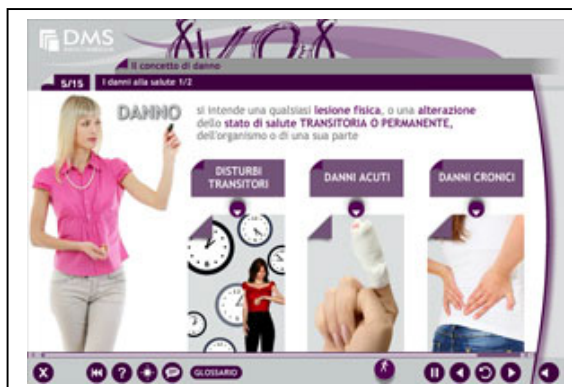 DMS
Il concetto di danno
5/15
I danni alla salute 1/2
DANNO
si intende una qualsiasi lesione fisica, o una alterazione
dello stato di salute TRANSITORIA O PERMANENTE,
dell'organismo o di una sua parte
DISTURBI
TRANSITORI
DANNI ACUTI
DANNI CRONICI
GLOSSARIO